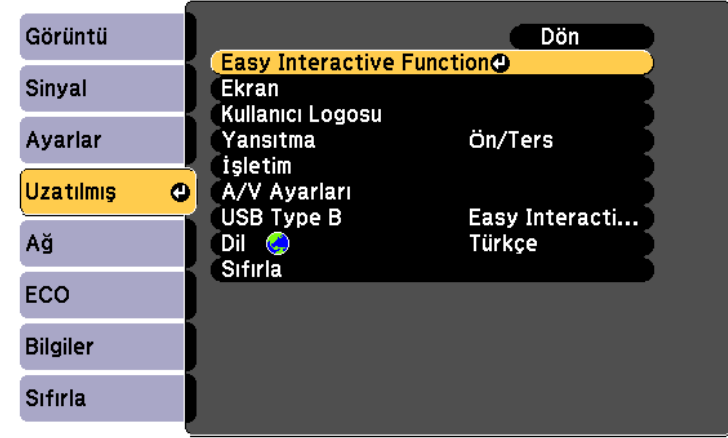 Görüntü
Sinyal
Ayarlar
Uzatılmış
Ağ
ECO
Bilgiler
Sıfırla
Dön
Easy Interactive Function
Ekran
Kullanıcı Logosu
Yansıtma Ön/Ters
İşletim
A/V Ayarları
USB Type B Easy Interacti...
Dil Türkçe
Sıfırla